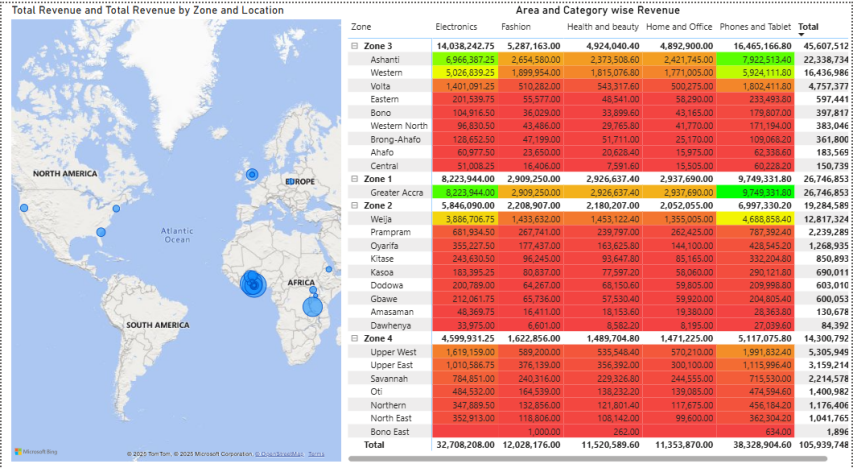 Total Revenue and Total Revenue by Zone and Location
NORTH AMERICA
EUROPE
Atlantic
Ocean
AFRICA
SOUTH AMERICA
Microsoft Bing
© 2025 TomTom, © 2025 Microsoft Corporation, © OpenStreetMap, Terms
Area and Category wise Revenue
Zone Electronics Fashion Health and beauty Home and Office Phones and Tablet Total
Zone 3 14,038,242.75 5,287,163.00 4,924,040.40 4,892,900.00 16,465,166.80 45,607,512
Ashanti 6,966,387.25 2,654,580.00 2,373,508.60 2,421,745.00 7,922,513.40 22,338,734
Western 5,026,839.25 1,899,954.00 1,815,076.80 1,771,005.00 5,924,111.80 16,436,986
Volta 1,401,091.25 510,282.00 543,317.60 500,275.00 1,802,411.80 4,757,377
Eastern 201,539.75 55,577.00 48,541.00 58,290.00 233,493.80 597,441
Bono 104,916.50 36,029.00 33,899.60 43,165.00 179,807.00 397,817
Western North 96,830.50 43,486.00 29,765.80 41,770.00 171,194.00 383,046
Brong-Ahafo 128,652.50 47,199.00 51,711.00 25,170.00 109,068.20 361,800
Ahafo 60,977.50 23,650.00 20,628.40 15,975.00 62,338.60 183,569
Central 51,008.25 16,406.00 7,591.60 15,505.00 60,228.20 150,739
Zone 1 8,223,944.00 2,909,250.00 2,926,637.40 2,937,690.00 9,749,331.80 26,746,853
Greater Accra 8,223,944.00 2,909,250.00 2,926,637.40 2,937,690.00 9,749,331.80 26,746,853
Zone 2 5,846,090.00 2,208,907.00 2,180,207.00 2,052,055.00 6,997,330.20 19,284,589
Weija 3,886,706.75 1,433,632.00 1,453,122.40 1,355,005.00 4,688,858.40 12,817,324
Prampram 681,934.50 267,741.00 239,797.00 262,425.00 787,392.40 2,239,289
Oyarifa 355,227.50 177,437.00 163,625.80 144,100.00 428,545.20 1,268,935
Kitase 243,630.50 96,245.00 93,647.80 85,165.00 332,204.80 850,893
Kasoa 183,395.25 80,837.00 77,597.20 58,060.00 290,121.80 690,011
Dodowa 200,789.00 64,267.00 68,150.60 59,805.00 209,998.80 603,010
Gbawe 212,061.75 65,736.00 57,530.40 59,920.00 204,805.40 600,053
Amasaman 48,369.75 16,411.00 18,153.60 19,380.00 28,363.80 130,678
Dawhenya 33,975.00 6,601.00 8,582.20 8,195.00 27,039.60 84,392
Zone 4 4,599,931.25 1,622,856.00 1,489,704.80 1,471,225.00 5,117,075.80 14,300,792
Upper West 1,619,159.00 589,200.00 535,548.40 570,210.00 1,991,832.40 5,305,949
Upper East 1,010,586.75 376,139.00 356,392.00 300,100.00 1,115,996.40 3,159,214
Savannah 784,851.00 240,316.00 229,326.80 244,555.00 715,530.00 2,214,578
Oti 484,532.00 164,539.00 138,232.20 139,085.00 474,594.60 1,400,982
Northern 347,889.50 132,856.00 121,801.40 117,675.00 456,184.20 1,176,406
North East 352,913.00 118,806.00 108,142.00 99,600.00 362,304.20 1,041,765
Bono East 1,000.00 262.00 634.00 1,896
Total 32,708,208.00 12,028,176.00 11,520,589.60 11,353,870.00 38,328,904.60 105,939,748